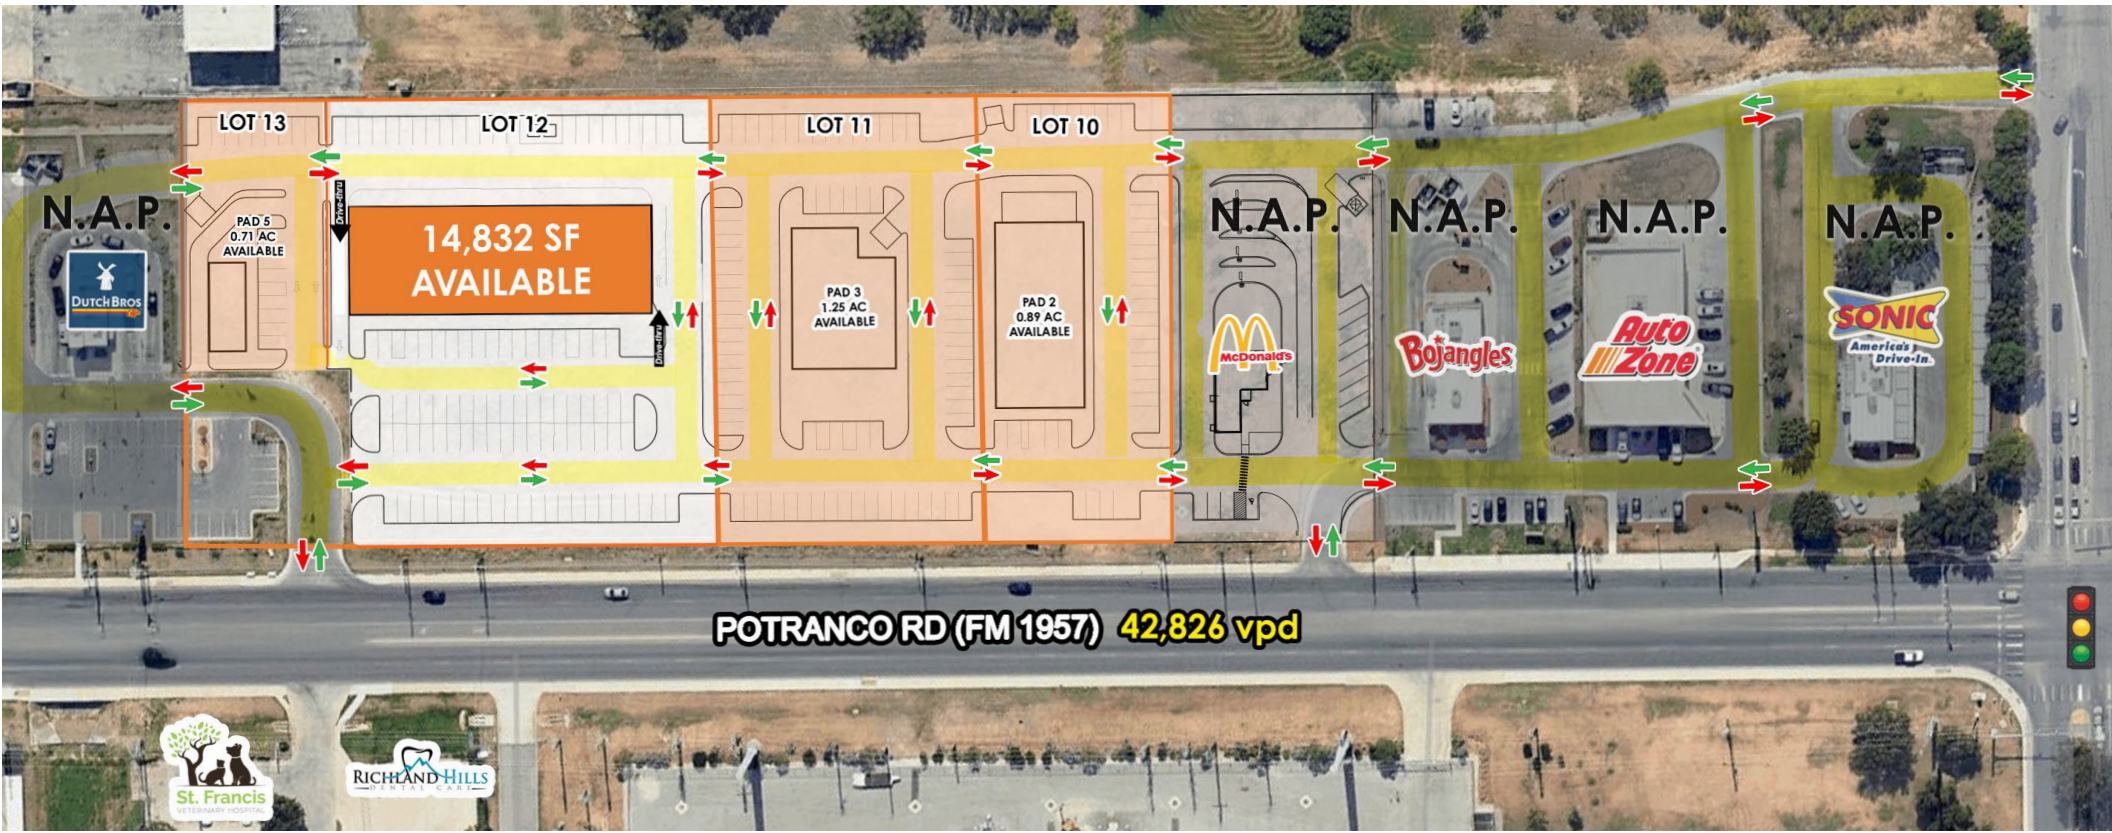 LOT 13
LOT 12
LOT 11
LOT 10
N.A.P.
DUTCH BROS
PAD 5
0.71 AC
AVAILABLE
Drive-thru
14,832 SF
AVAILABLE
Drive-thru
PAD 3
1.25 AC
AVAILABLE
PAD 2
0.89 AC
AVAILABLE
N.A.P.
McDonald's
N.A.P.
Bojangles
N.A.P.
Auto
Zone
N.A.P.
SONIC
America's
Drive-In.
POTRANCO RD (FM 1957) 42,826 vpd
St. Francis
VETERINARY HOSPITAL
RICHLAND HILLS
DENTAL CARE